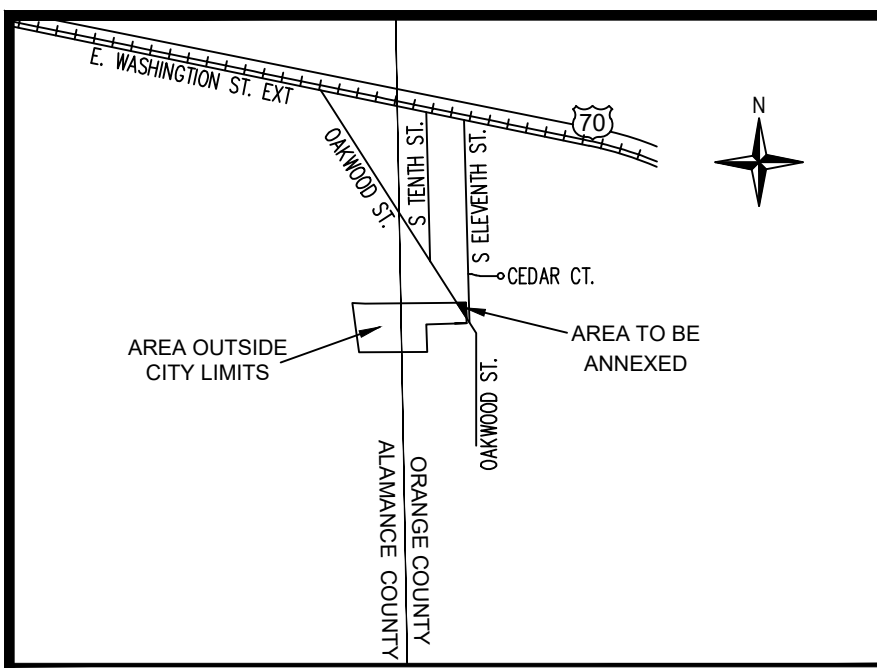 E. WASHINGTION ST. EXT
70
N
OAKWOOD ST.
S TENTH ST.
S ELEVENTH ST.
CEDAR CT.
AREA OUTSIDE
CITY LIMITS
AREA TO BE
ANNEXED
OAKWOOD ST.
ALAMANCE COUNTY
ORANGE COUNTY